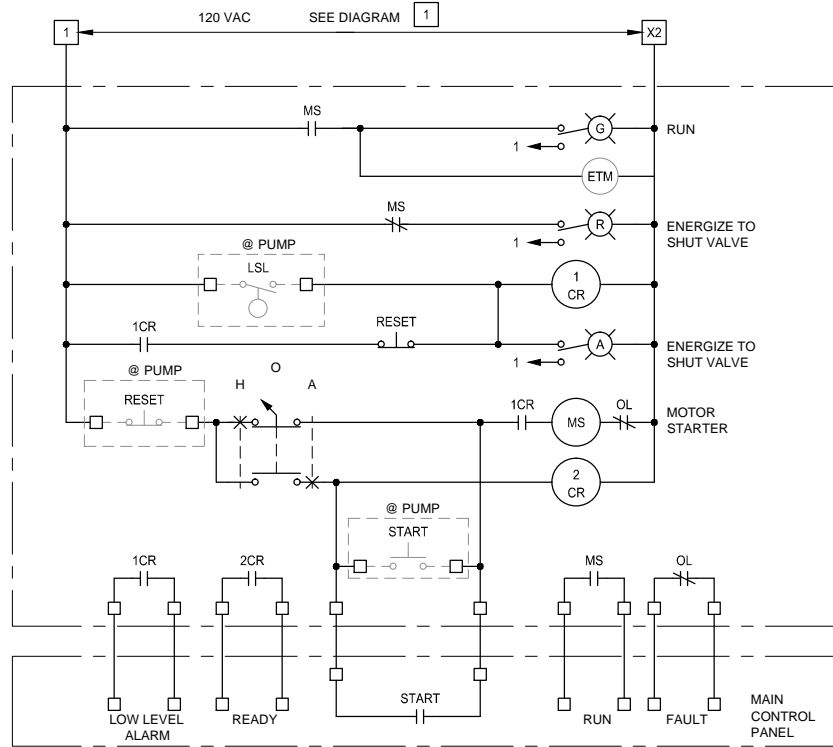 1
120 VAC SEE DIAGRAM 1
X2
MS
G
RUN
1
ETM
MS
R
ENERGIZE TO
SHUT VALVE
1
@ PUMP
LSL
1
CR
1CR
RESET
A
ENERGIZE TO
SHUT VALVE
1
@ PUMP
RESET
H
O
A
1CR
MS
OL
MOTOR
STARTER
2
CR
@ PUMP
START
1CR
2CR
MS
OL
START
LOW LEVEL
ALARM
READY
RUN
FAULT
MAIN
CONTROL
PANEL